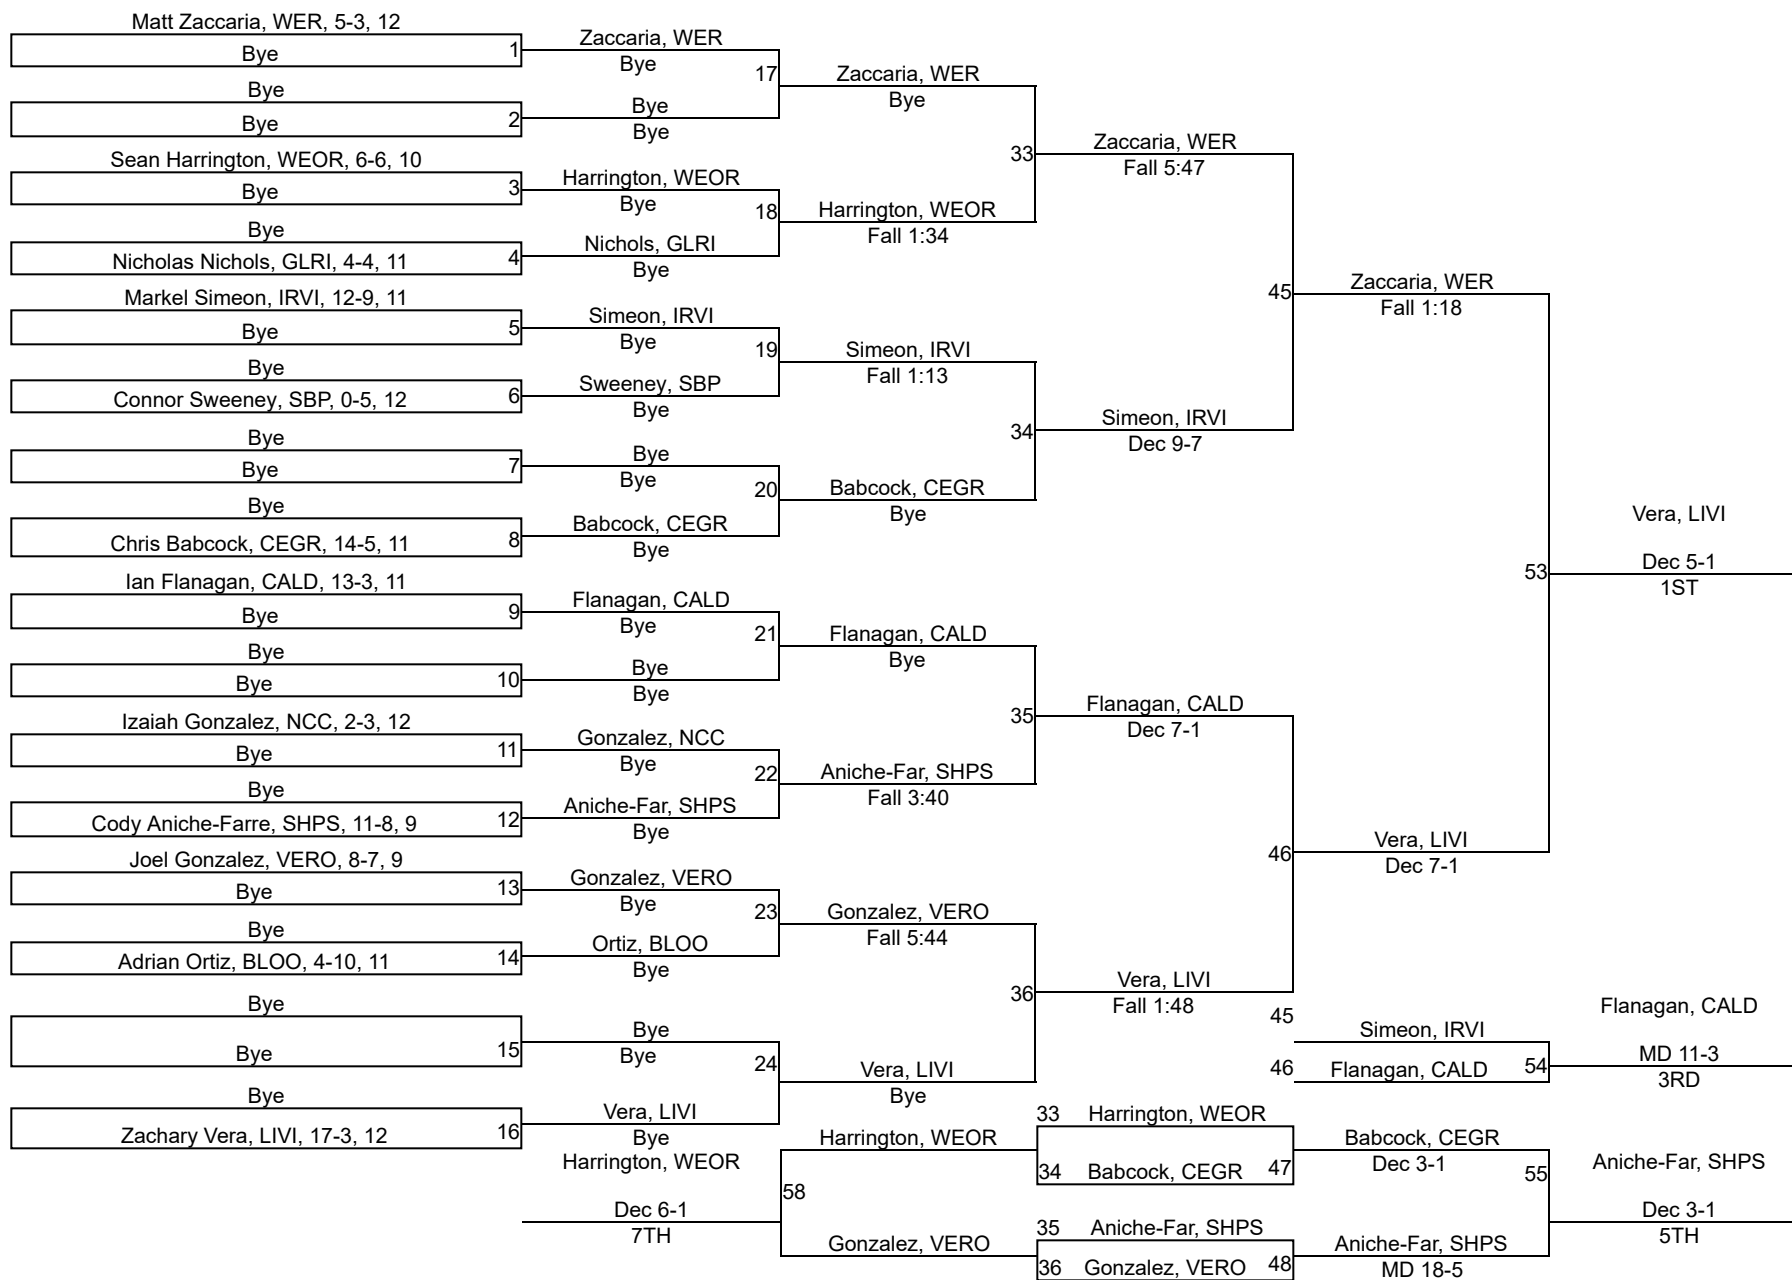 Matt Zaccaria, WER, 5-3, 12
Bye
1
Bye
Bye
2
Sean Harrington, WEOR, 6-6, 10
Bye
3
Bye
Nicholas Nichols, GLRI, 4-4, 11
4
Markel Simeon, IRVI, 12-9, 11
Bye
5
Bye
Connor Sweeney, SBP, 0-5, 12
6
Bye
Bye
7
Bye
Chris Babcock, CEGR, 14-5, 11
8
Ian Flanagan, CALD, 13-3, 11
Bye
9
Bye
Bye
10
Izaiah Gonzalez, NCC, 2-3, 12
Bye
11
Bye
Cody Aniche-Farre, SHPS, 11-8, 9
12
Joel Gonzalez, VERO, 8-7, 9
Bye
13
Bye
Adrian Ortiz, BLOO, 4-10, 11
14
Bye
Bye
15
Bye
Zachary Vera, LIVI, 17-3, 12
16
Zaccaria, WER
Bye
17
Bye
Bye
Harrington, WEOR
Bye
18
Nichols, GLRI
Bye
Simeon, IRVI
Bye
19
Sweeney, SBP
Bye
Bye
Bye
20
Babcock, CEGR
Bye
Flanagan, CALD
Bye
21
Bye
Bye
Gonzalez, NCC
Bye
22
Aniche-Far, SHPS
Bye
Gonzalez, VERO
Bye
23
Ortiz, BLOO
Bye
Bye
Bye
24
Vera, LIVI
Bye
Zaccaria, WER
Bye
33
Harrington, WEOR
Fall 1:34
Simeon, IRVI
Fall 1:13
34
Babcock, CEGR
Bye
Flanagan, CALD
Bye
35
Aniche-Far, SHPS
Fall 3:40
Gonzalez, VERO
Fall 5:44
36
Vera, LIVI
Bye
Zaccaria, WER
Fall 5:47
45
Simeon, IRVI
Dec 9-7
Flanagan, CALD
Dec 7-1
46
Vera, LIVI
Fall 1:48
Zaccaria, WER
Fall 1:18
53
Vera, LIVI
Dec 7-1
Vera, LIVI
Dec 5-1
1ST
45
Simeon, IRVI
46
Flanagan, CALD
54
Flanagan, CALD
MD 11-3
3RD
33
Harrington, WEOR
34
Babcock, CEGR
47
35
Aniche-Far, SHPS
36
Gonzalez, VERO
48
Babcock, CEGR
Dec 3-1
55
Aniche-Far, SHPS
MD 18-5
Aniche-Far, SHPS
Dec 3-1
5TH
Harrington, WEOR
58
Gonzalez, VERO
Harrington, WEOR
Dec 6-1
7TH